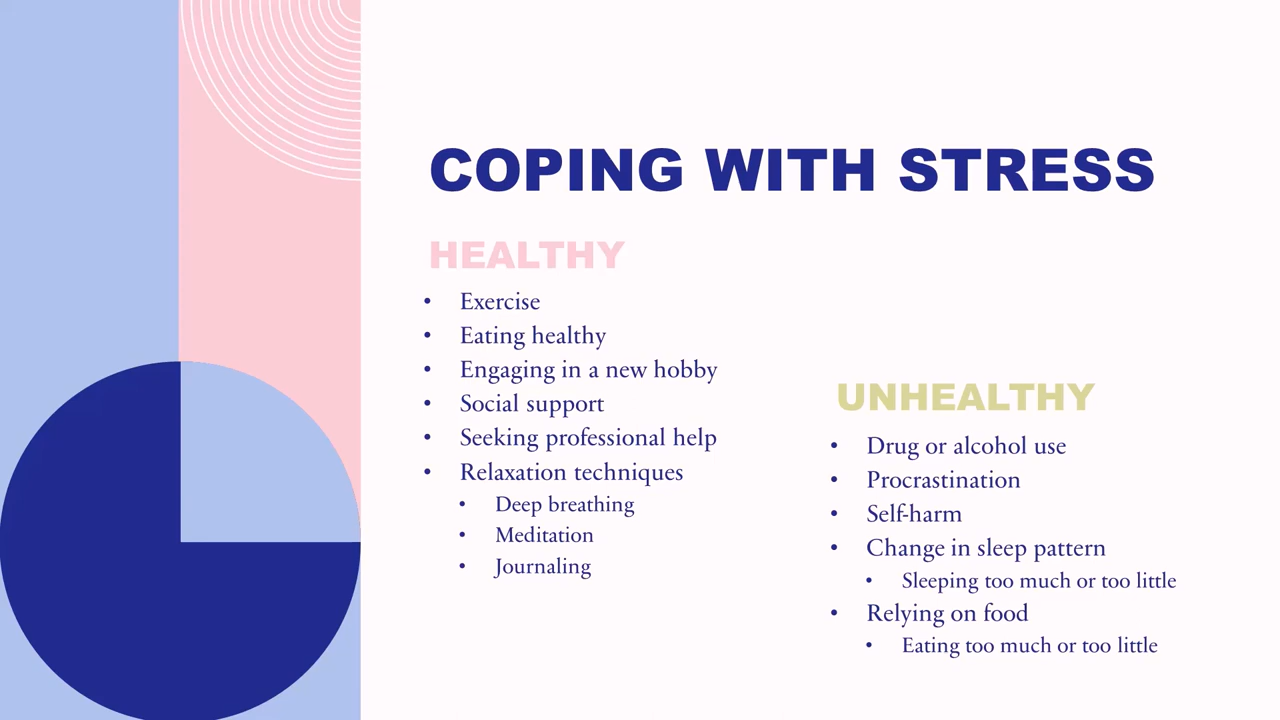 COPING WITH STRESS
HEALTHY
• Exercise
• Eating healthy
• Engaging in a new hobby
• Social support
• Seeking professional help
• Relaxation techniques
• Deep breathing
• Meditation
• Journaling
UNHEALTHY
• Drug or alcohol use
• Procrastination
• Self-harm
• Change in sleep pattern
• Sleeping too much or too little
• Relying on food
• Eating too much or too little